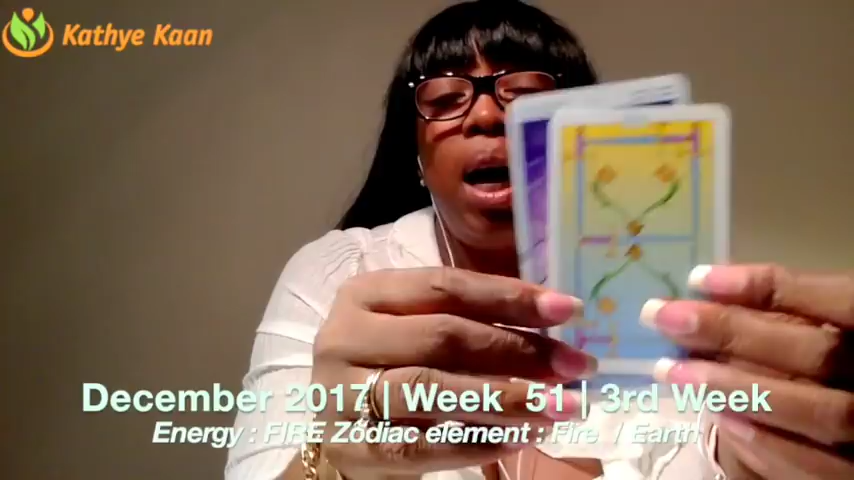 Kathye Kaan
December 2017 | Week 51 | 3rd Week
Energy : FIRE Zodiac element : Fire / Earth